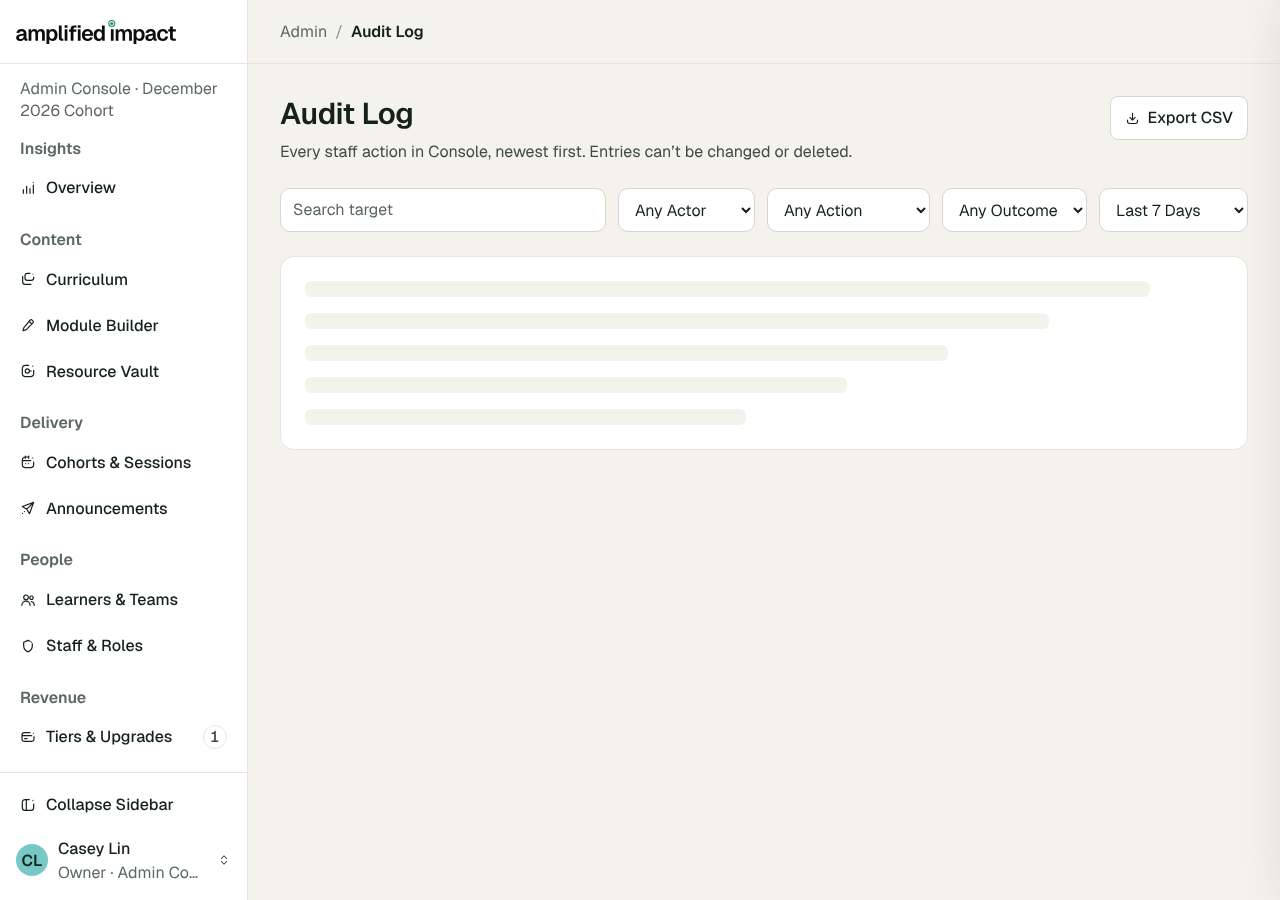 amplified impact
Admin Console · December
2026 Cohort
Insights
Overview
Content
Curriculum
Module Builder
Resource Vault
Delivery
Cohorts & Sessions
Announcements
People
Learners & Teams
Staff & Roles
Revenue
Tiers & Upgrades 1
Collapse Sidebar
CL
Casey Lin
Owner · Admin Co...
Admin / Audit Log
Audit Log
Export CSV
Every staff action in Console, newest first. Entries can’t be changed or deleted.
Search target Any Actor Any Action Any Outcome Last 7 Days